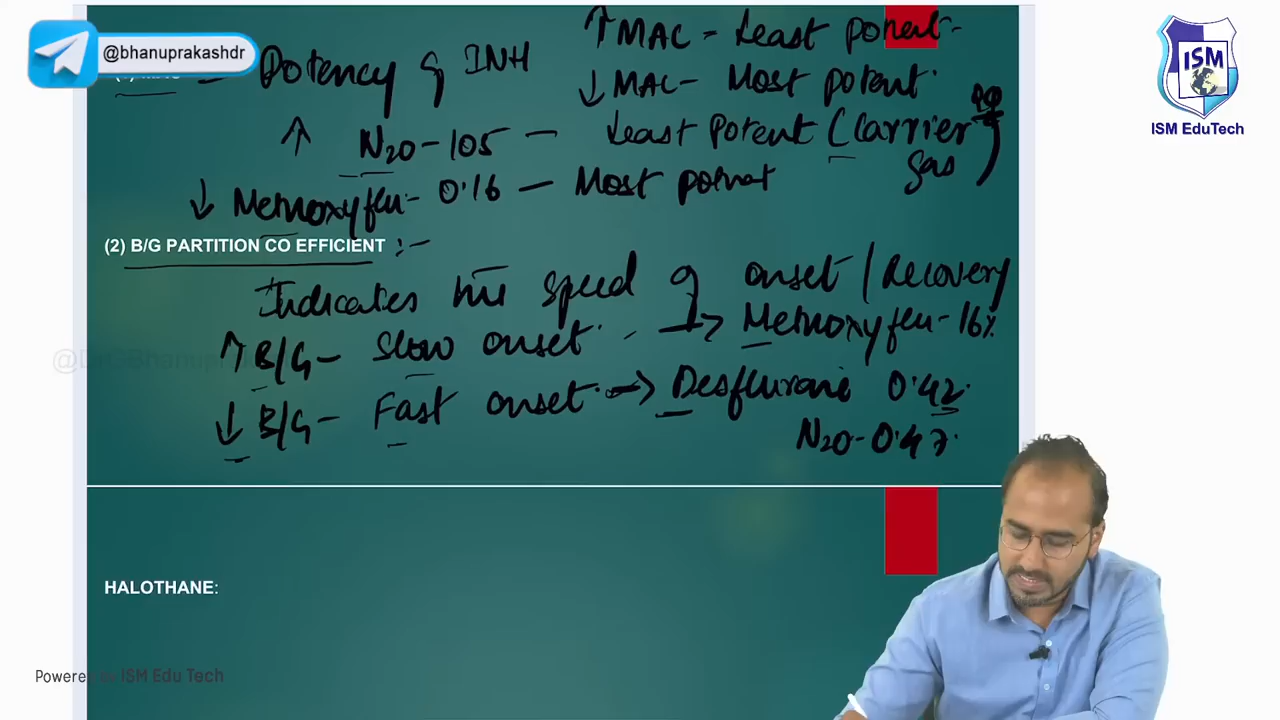 @bhanuprakashdr
ISM
ISM EduTech
↑ MAC - Least potent
Potency of INH
↓ MAC - Most potent
↑ N20 - 105 - Least Potent (Carrier gas)
↓ Methoxyflu - 0.16 - Most potent
(2) B/G PARTITION CO EFFICIENT :-
Indicates the speed of onset / Recovery
↑ B/G - Slow onset → Methoxyflu - 16%
↓ B/G - Fast onset → Desflurane 0.42
N20 - 0.47
HALOTHANE:
Powered by ISM Edu Tech